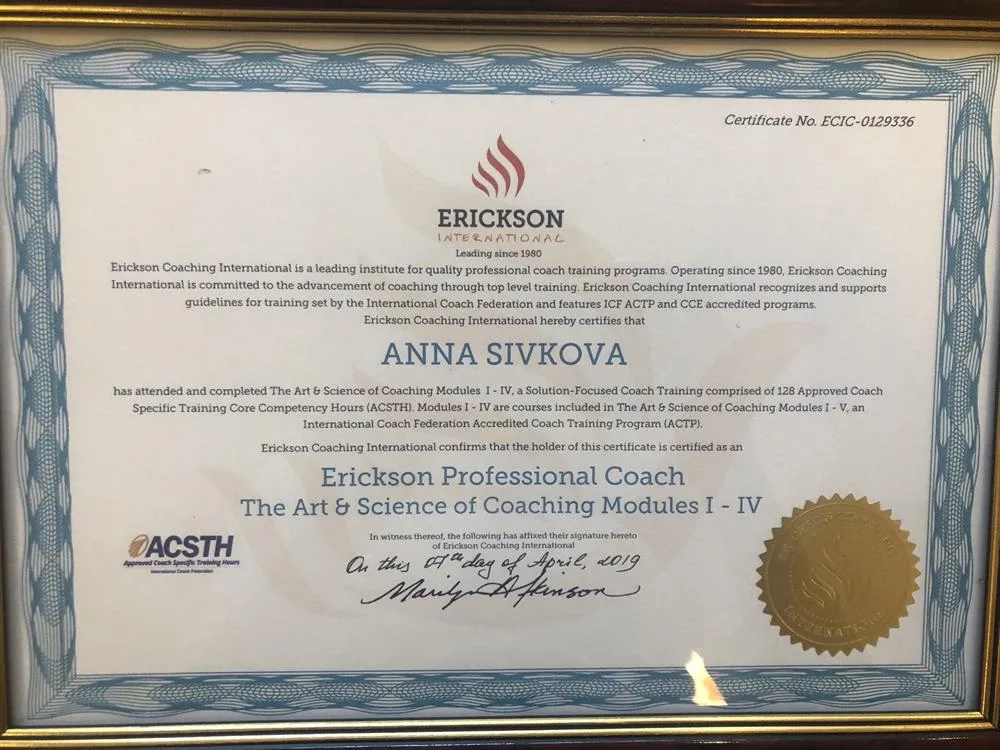 Certificate No. ECIC-0129336
ERICKSON
INTERNATIONAL
Leading since 1980
Erickson Coaching International is a leading institute for quality professional coach training programs. Operating since 1980, Erickson Coaching
International is committed to the advancement of coaching through top level training. Erickson Coaching International recognizes and supports
guidelines for training set by the International Coach Federation and features ICF ACTP and CCE accredited programs.
Erickson Coaching International hereby certifies that
ANNA SIVKOVA
has attended and completed The Art & Science of Coaching Modules I - IV, a Solution-Focused Coach Training comprised of 128 Approved Coach
Specific Training Core Competency Hours (ACSTH). Modules I - IV are courses included in The Art & Science of Coaching Modules I - V, an
International Coach Federation Accredited Coach Training Program (ACTP).
Erickson Coaching International confirms that the holder of this certificate is certified as an
Erickson Professional Coach
The Art & Science of Coaching Modules I - IV
In witness thereof, the following has affixed their signature hereto
of Erickson Coaching International
On this 07th day of April, 2019
Marilyn Atkinson
ACSTH
Approved Coach Specific Training Hours
International Coach Federation
INTERNATIONAL